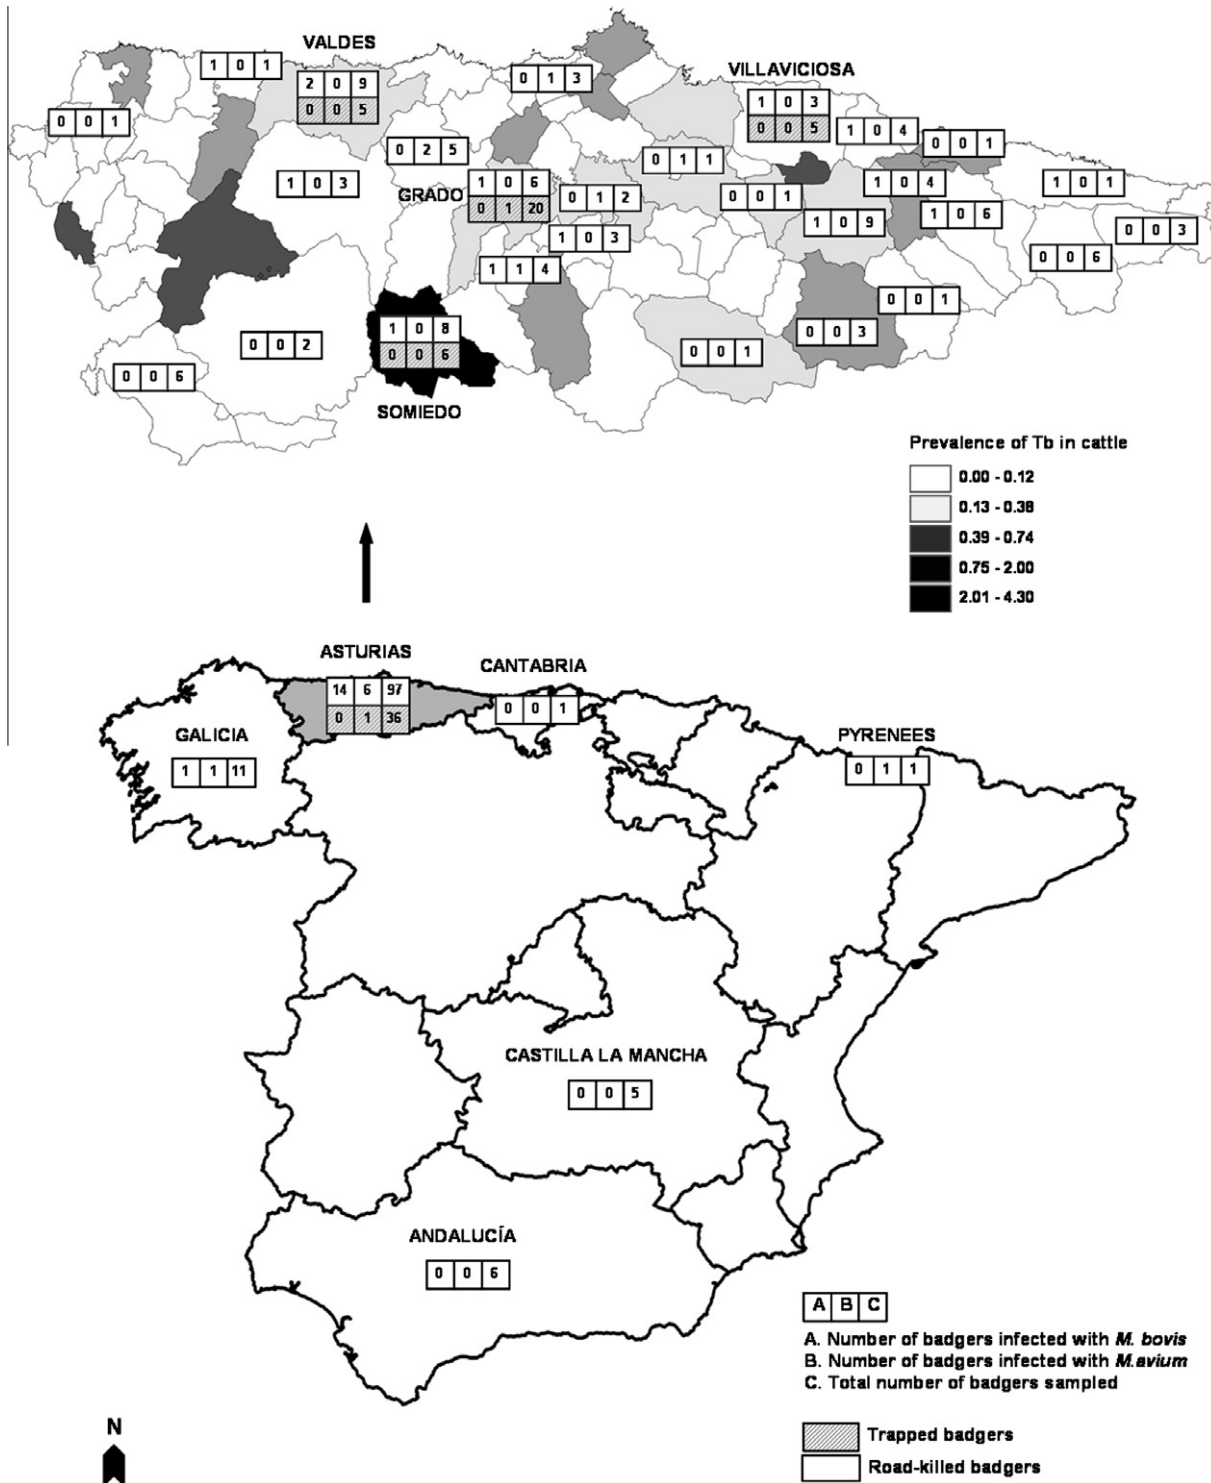 VALDES
1 0 1
2 0 9
0 0 5
0 1 3
VILLAVICIOSA
1 0 3
0 0 5
0 0 1
1 0 4
0 0 1
0 2 5
0 1 1
1 0 3
GRADO
1 0 6
0 1 20
0 1 2
0 0 1
1 0 4
1 0 1
1 0 9
1 0 6
1 0 3
0 0 3
1 1 4
0 0 6
0 0 1
1 0 8
0 0 6
0 0 3
0 0 2
0 0 1
0 0 6
SOMIEDO
Prevalence of Tb in cattle
0.00 - 0.12
0.13 - 0.38
0.39 - 0.74
0.75 - 2.00
2.01 - 4.30
ASTURIAS
14 6 97
0 1 36
CANTABRIA
0 0 1
GALICIA
1 1 11
PYRENEES
0 1 1
CASTILLA LA MANCHA
0 0 5
ANDALUCÍA
0 0 6
A B C
A. Number of badgers infected with M. bovis
B. Number of badgers infected with M.avium
C. Total number of badgers sampled
Trapped badgers
Road-killed badgers
N